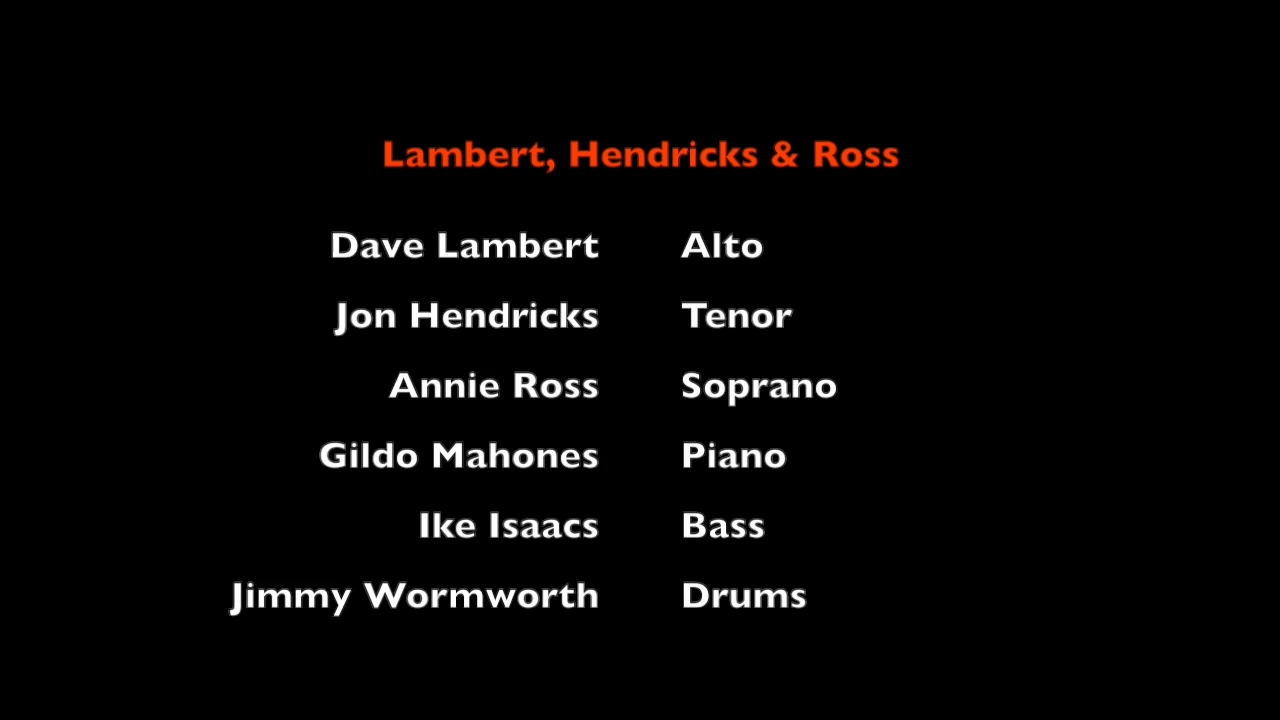 Lambert, Hendricks & Ross
Dave Lambert Alto
Jon Hendricks Tenor
Annie Ross Soprano
Gildo Mahones Piano
Ike Isaacs Bass
Jimmy Wormworth Drums